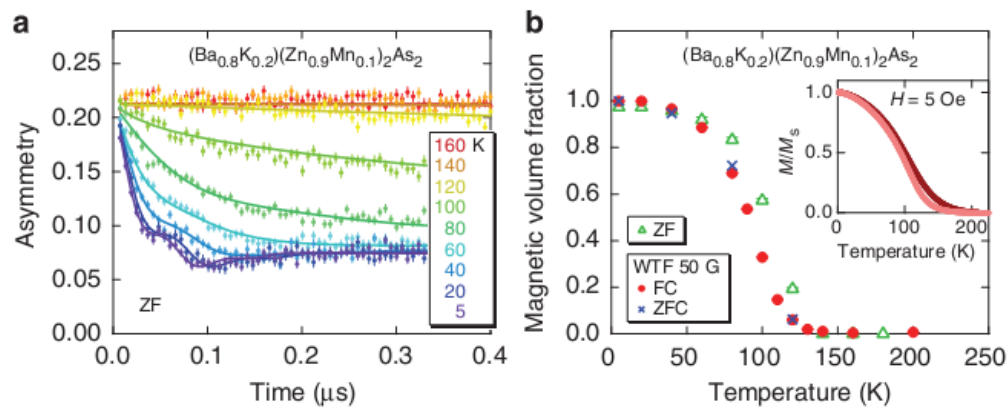 a
(Ba0.8K0.2)(Zn0.9Mn0.1)2As2
0.25
0.20
0.15
0.10
0.05
0.00
Asymmetry
160 K
140
120
100
80
60
40
20
5
ZF
0.0
0.1
0.2
0.3
0.4
Time (μs)
b
(Ba0.8K0.2)(Zn0.9Mn0.1)2As2
1.0
0.8
0.6
0.4
0.2
0.0
Magnetic volume fraction
ZF
WTF 50 G
FC
ZFC
H = 5 Oe
1.0
0.5
0.0
M/Ms
0
100
200
Temperature (K)
0
50
100
150
200
250
Temperature (K)